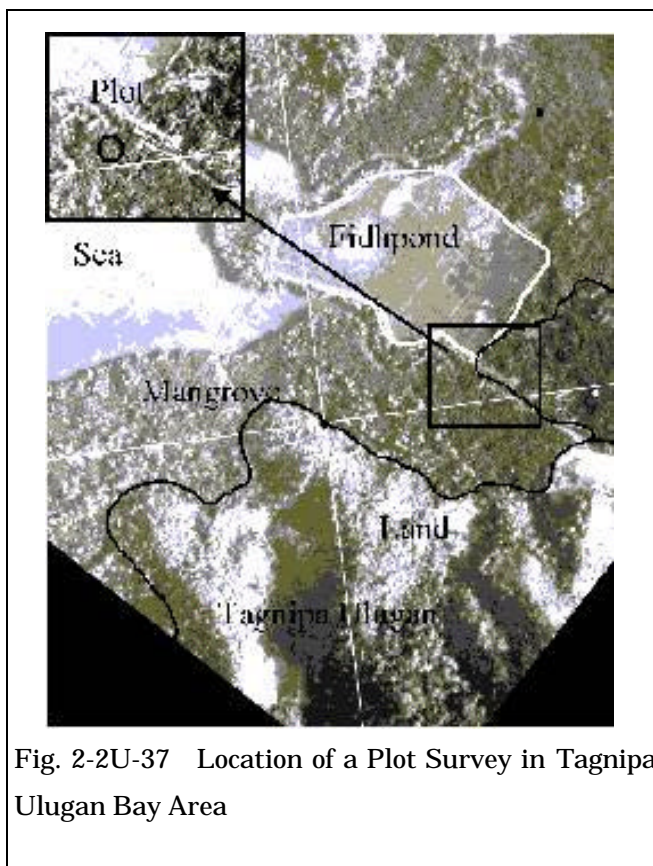 Plot
Fidhpond
Sea
Mangrove
Land
Tagnipa Ulugan
Fig. 2-2U-37 Location of a Plot Survey in Tagnipa
Ulugan Bay Area